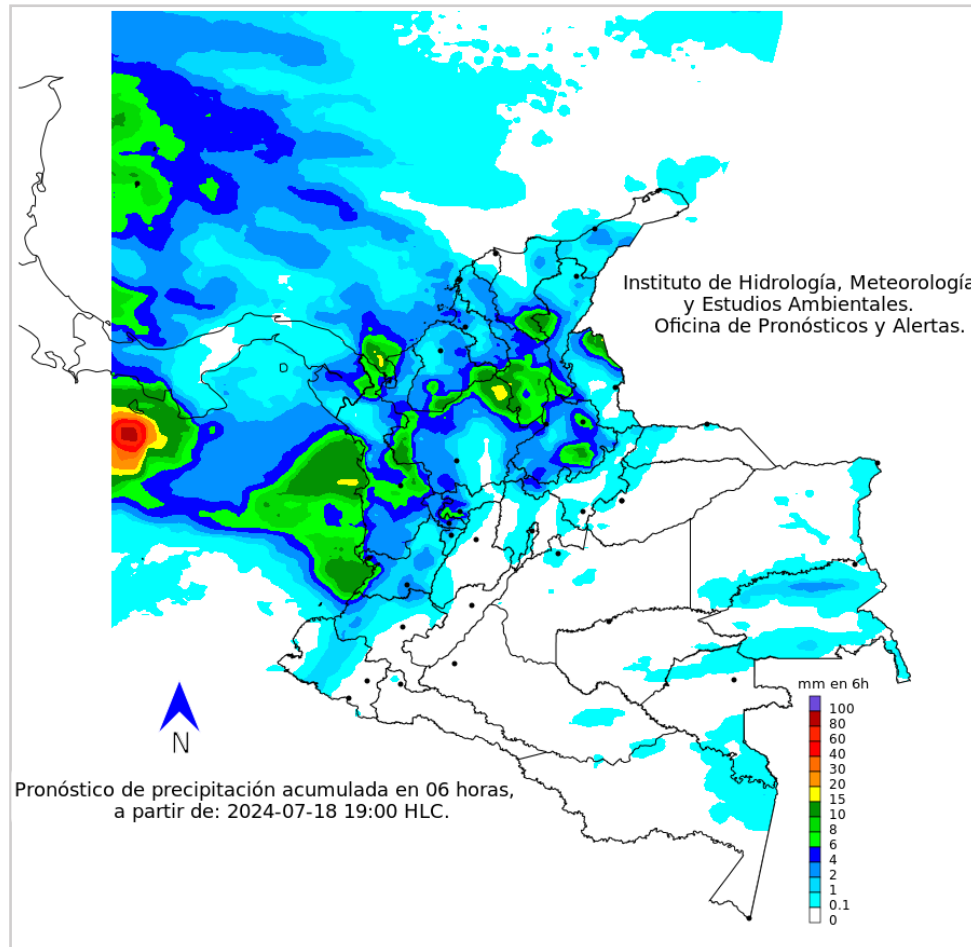 Instituto de Hidrología, Meteorología
y Estudios Ambientales.
Oficina de Pronósticos y Alertas.
mm en 6h
100
80
60
40
30
20
15
10
8
6
4
2
1
0.1
0
N
Pronóstico de precipitación acumulada en 06 horas,
a partir de: 2024-07-18 19:00 HLC.